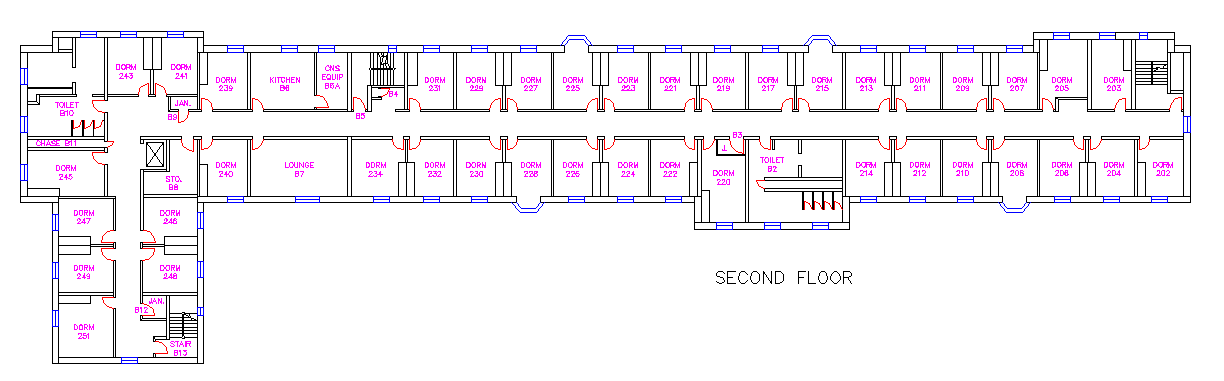 DORM
243
DORM
241
DORM
239
KITCHEN
B6
CNS
EQUIP
B6A
B4
B5
DORM
231
DORM
229
DORM
227
DORM
225
DORM
223
DORM
221
DORM
219
DORM
217
DORM
215
DORM
213
DORM
211
DORM
209
DORM
207
DORM
205
DORM
203
TOILET
B10
JAN.
B9
B3
CHASE B11
DORM
245
STO.
B8
DORM
240
LOUNGE
B7
DORM
234
DORM
232
DORM
230
DORM
228
DORM
226
DORM
224
DORM
222
DORM
220
T
TOILET
B2
DORM
214
DORM
212
DORM
210
DORM
208
DORM
206
DORM
204
DORM
202
DORM
247
DORM
246
DORM
249
DORM
248
JAN.
B12
DORM
251
STAIR
B13
SECOND FLOOR